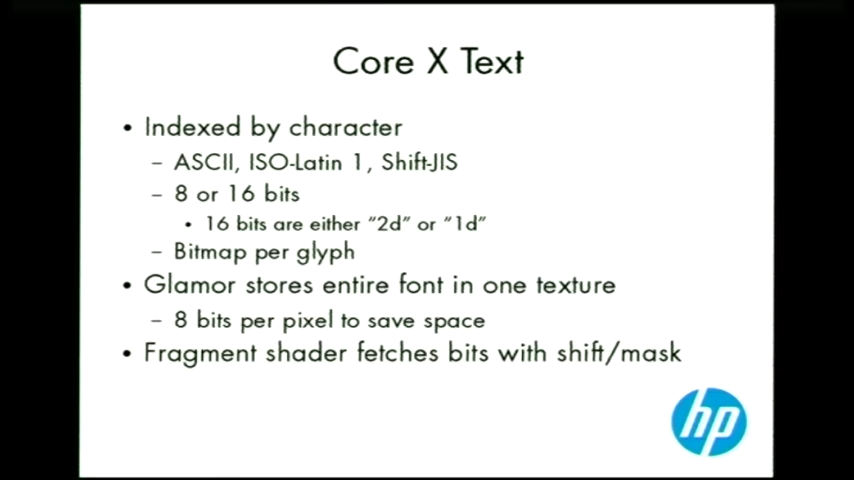 Core X Text
• Indexed by character
– ASCII, ISO-Latin 1, Shift-JIS
– 8 or 16 bits
• 16 bits are either “2d” or “1d”
– Bitmap per glyph
• Glamor stores entire font in one texture
– 8 bits per pixel to save space
• Fragment shader fetches bits with shift/mask
hp